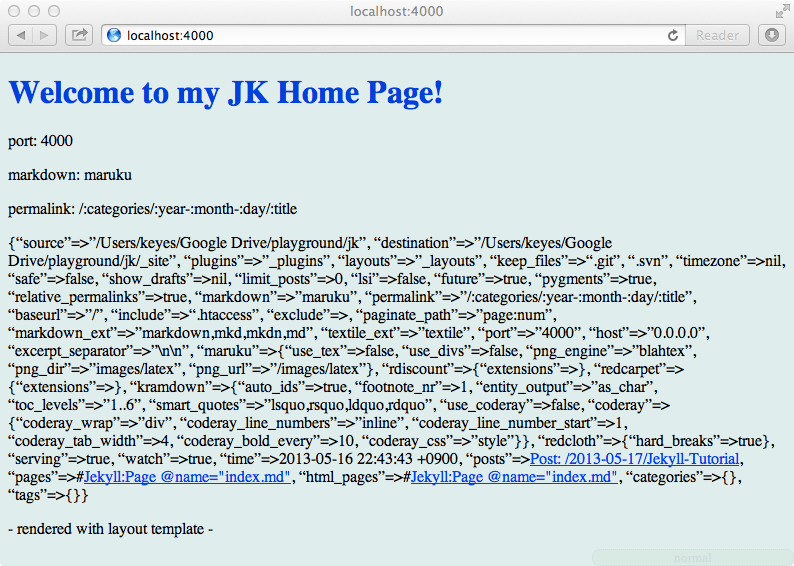 localhost:4000
localhost:4000
Reader
Welcome to my JK Home Page!
port: 4000
markdown: maruku
permalink: /:categories/:year-:month-:day/:title
{“source”=>”/Users/keyes/Google Drive/playground/jk”, “destination”=>”/Users/keyes/Google
Drive/playground/jk/_site”, “plugins”=>”_plugins”, “layouts”=>”_layouts”, “keep_files”=>“.git”, “.svn”, “timezone”=>nil,
“safe”=>false, “show_drafts”=>nil, “limit_posts”=>0, “lsi”=>false, “future”=>true, “pygments”=>true,
“relative_permalinks”=>true, “markdown”=>”maruku”, “permalink”=>”/:categories/:year-:month-:day/:title”,
“baseurl”=>”/”, “include”=>“.htaccess”, “exclude”=>, “paginate_path”=>”page:num”,
“markdown_ext”=>”markdown,mkd,mkdn,md”, “textile_ext”=>”textile”, “port”=>”4000”, “host”=>”0.0.0.0”,
“excerpt_separator”=>”\n\n”, “maruku”=>{“use_tex”=>false, “use_divs”=>false, “png_engine”=>”blahtex”,
“png_dir”=>”images/latex”, “png_url”=>”/images/latex”}, “rdiscount”=>{“extensions”=>}, “redcarpet”=>
{“extensions”=>}, “kramdown”=>{“auto_ids”=>true, “footnote_nr”=>1, “entity_output”=>”as_char”,
“toc_levels”=>”1..6”, “smart_quotes”=>”lsquo,rsquo,ldquo,rdquo”, “use_coderay”=>false, “coderay”=>
{“coderay_wrap”=>”div”, “coderay_line_numbers”=>”inline”, “coderay_line_number_start”=>1,
“coderay_tab_width”=>4, “coderay_bold_every”=>10, “coderay_css”=>”style”}}, “redcloth”=>{“hard_breaks”=>true},
“serving”=>true, “watch”=>true, “time”=>2013-05-16 22:43:43 +0900, “posts”=>Post: /2013-05-17/Jekyll-Tutorial,
“pages”=>#Jekyll:Page @name="index.md", “html_pages”=>#Jekyll:Page @name="index.md", “categories”=>{},
“tags”=>{}}
- rendered with layout template -
normal